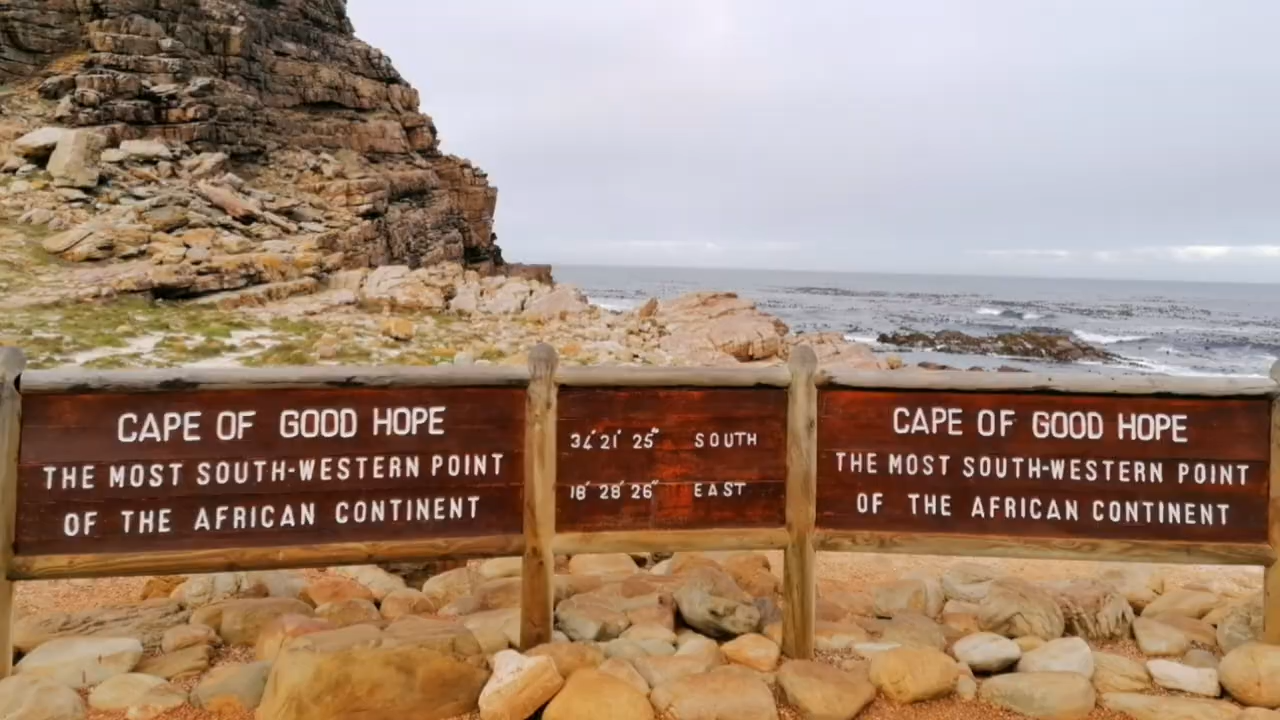 CAPE OF GOOD HOPE
THE MOST SOUTH-WESTERN POINT
OF THE AFRICAN CONTINENT
34° 21' 25" SOUTH
18° 28' 26" EAST
CAPE OF GOOD HOPE
THE MOST SOUTH-WESTERN POINT
OF THE AFRICAN CONTINENT